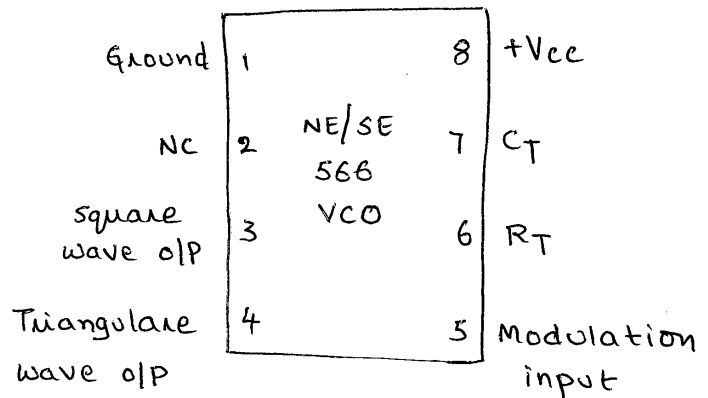 Ground 1 8 +Vcc
NC 2 NE/SE 7 CT
566
VCO
square
wave o/p 3 6 RT
Triangulare 4 5 Modulation
wave o/p input